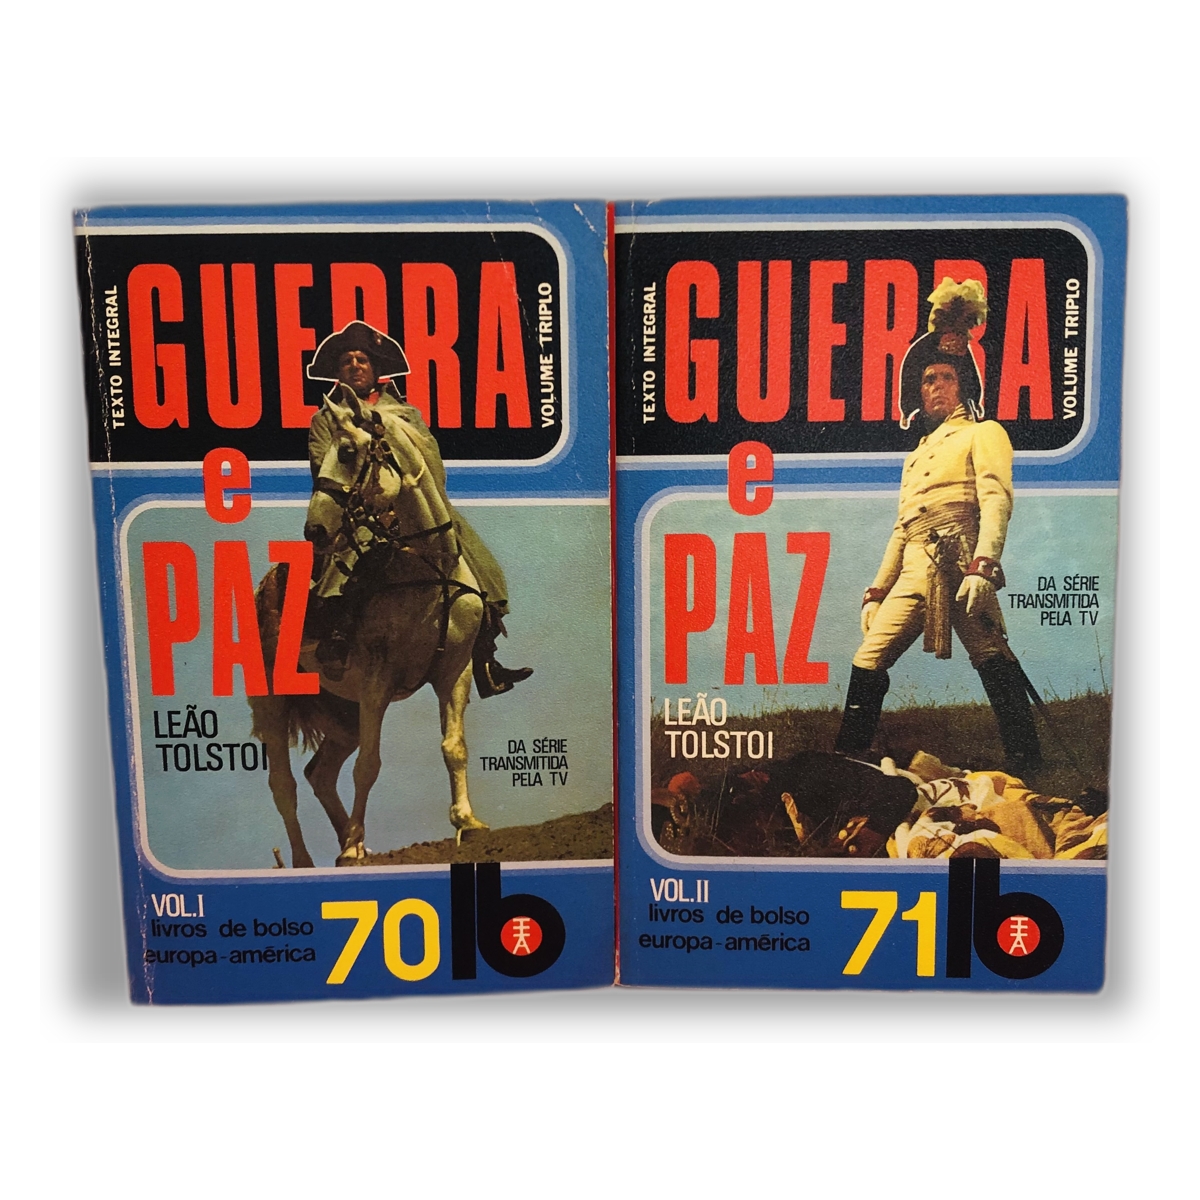 TEXTO INTEGRAL
GUERRA
VOLUME TRIPLO
e
PAZ
LEÃO
TOLSTOI
DA SÉRIE
TRANSMITIDA
PELA TV
VOL.I
livros de bolso
europa-américa
70
lb
TEXTO INTEGRAL
GUERRA
VOLUME TRIPLO
e
PAZ
DA SÉRIE
TRANSMITIDA
PELA TV
LEÃO
TOLSTOI
VOL.II
livros de bolso
europa-américa
71
lb